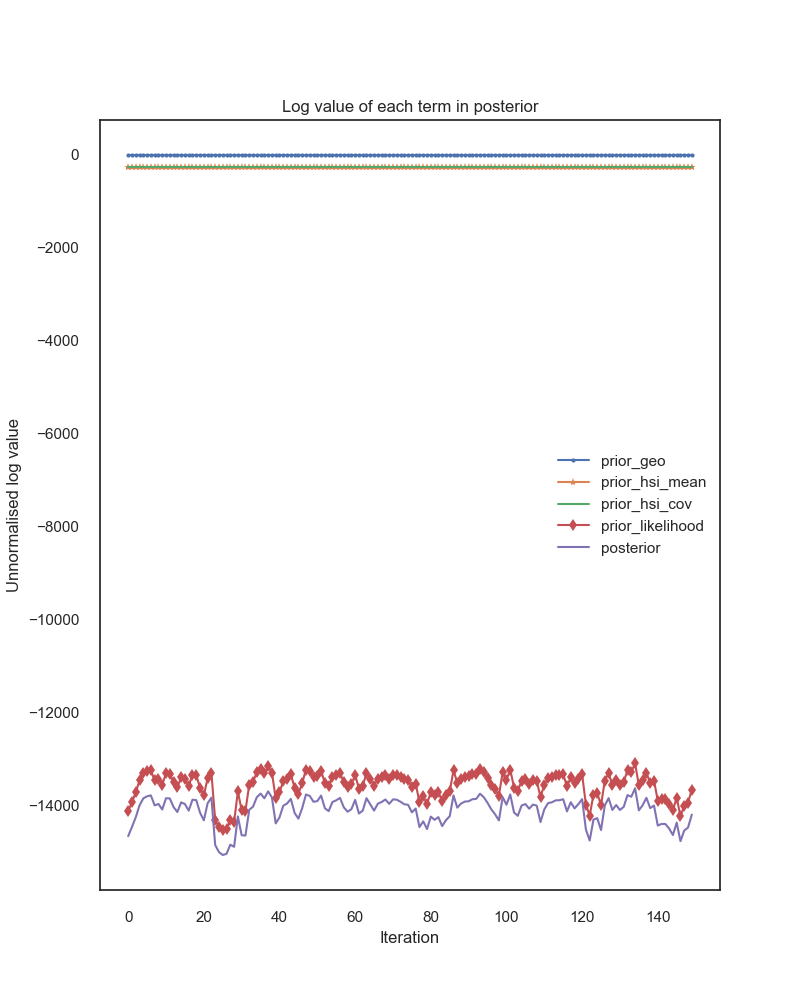 Log value of each term in posterior
0
−2000
−4000
−6000
−8000
−10000
−12000
−14000
Unnormalised log value
prior_geo
prior_hsi_mean
prior_hsi_cov
prior_likelihood
posterior
0 20 40 60 80 100 120 140
Iteration